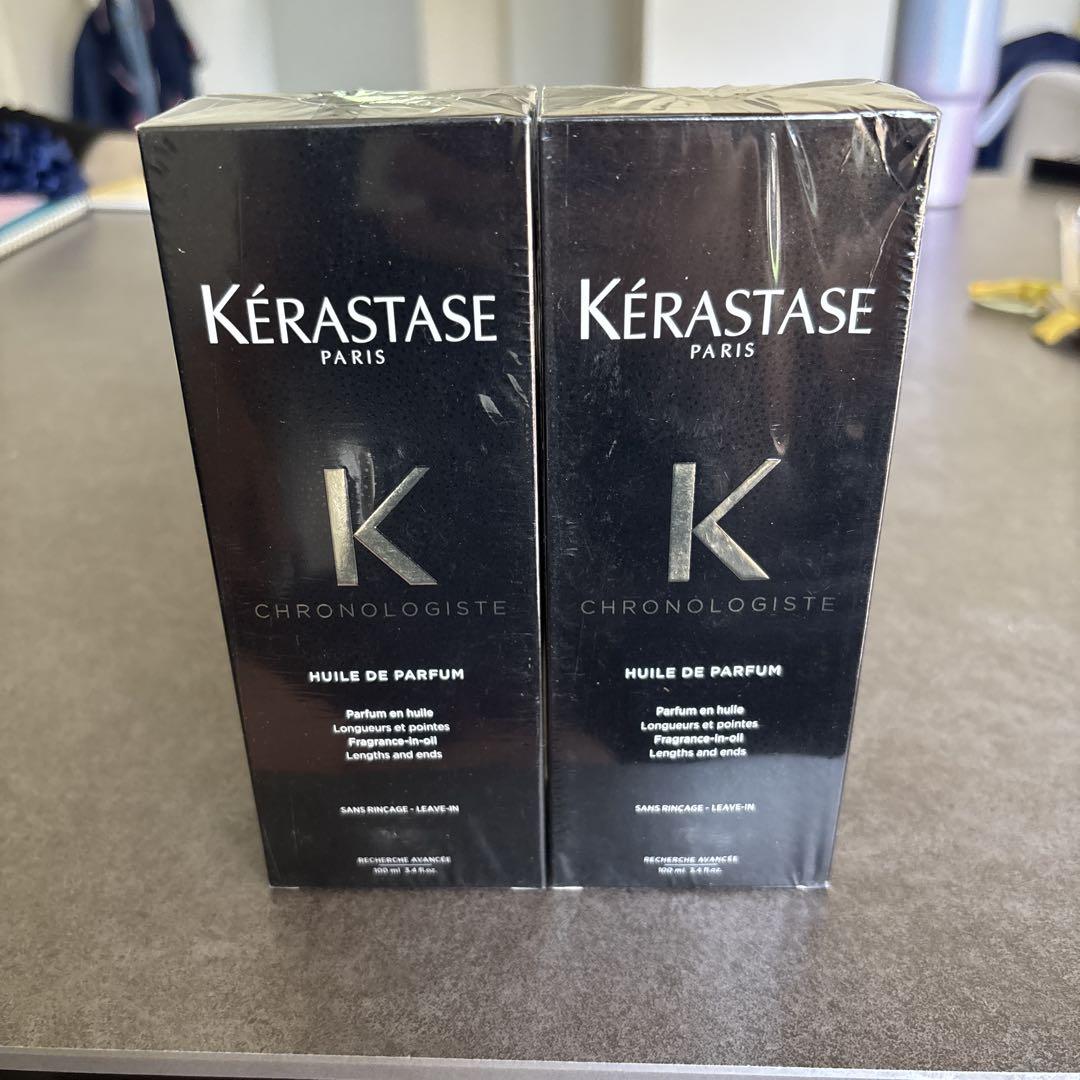 KÉRASTASE
PARIS
K
CHRONOLOGISTE
HUILE DE PARFUM
Parfum en huile
Longueurs et pointes
Fragrance-in-oil
Lengths and ends
SANS RINÇAGE - LEAVE-IN
RECHERCHE AVANCÉE
100 ml 3.4 fl.oz.
KÉRASTASE
PARIS
K
CHRONOLOGISTE
HUILE DE PARFUM
Parfum en huile
Longueurs et pointes
Fragrance-in-oil
Lengths and ends
SANS RINÇAGE - LEAVE-IN
RECHERCHE AVANCÉE
100 ml 3.4 fl.oz.